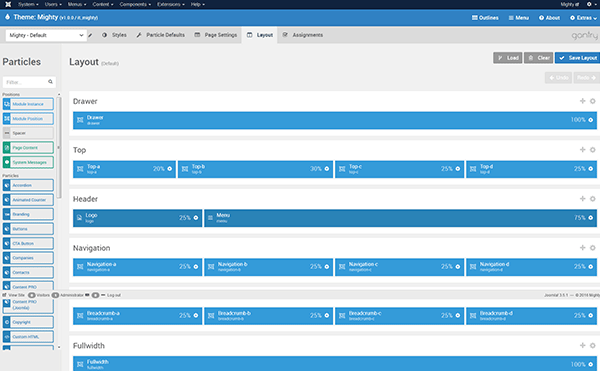 System Users Menus Content Components Extensions Help Mighty
Theme: Mighty (v1.0.0 / it_mighty) Outlines Menu About Extras
Mighty - Default Styles Particle Defaults Page Settings Layout Assignments gantry
Particles
Filter...
Positions
Module Instance
Module Position
Spacer
Page Content
System Messages
Particles
Accordion
Animated Counter
Branding
Buttons
CTA Button
Companies
Contacts
Content PRO
Content PRO (Joomla)
Copyright
Custom HTML
Layout (Default)
Load Clear Save Layout
Undo Redo
Drawer
Drawer 100%
drawer
Top
Top-a 20% Top-b 30% Top-c 25% Top-d 25%
top-a top-b top-c top-d
Header
Logo 25% Menu 75%
logo menu
Navigation
Navigation-a 25% Navigation-b 25% Navigation-c 25% Navigation-d 25%
navigation-a navigation-b navigation-c navigation-d
View Site 0 Visitors 1 Administrator 0 Log out Joomla! 3.5.1 — © 2016 Mighty
Breadcrumb-a 25% Breadcrumb-b 25% Breadcrumb-c 25% Breadcrumb-d 25%
breadcrumb-a breadcrumb-b breadcrumb-c breadcrumb-d
Fullwidth
Fullwidth 100%
fullwidth